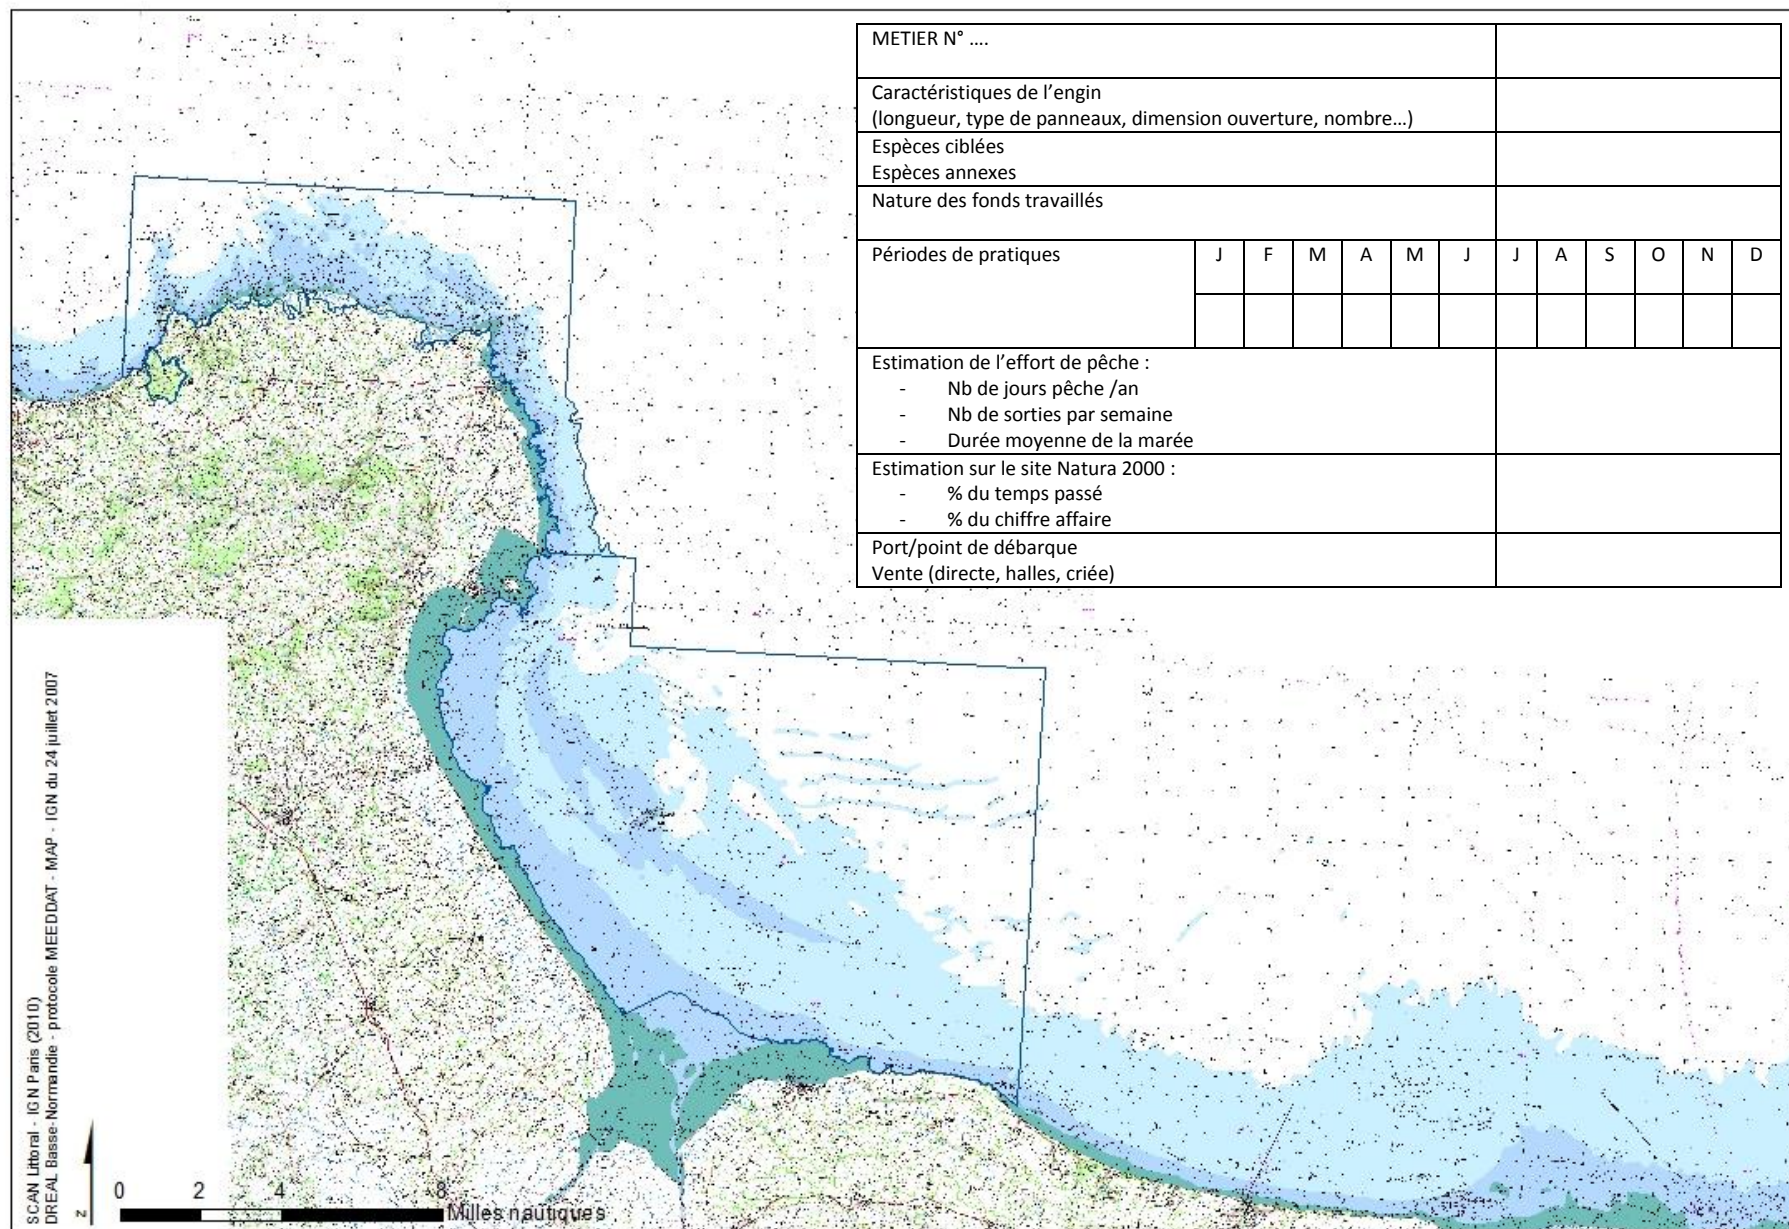 METIER N° ....
Caractéristiques de l'engin
(longueur, type de panneaux, dimension ouverture, nombre...)
Espèces ciblées
Espèces annexes
Nature des fonds travaillés
Périodes de pratiques J F M A M J J A S O N D
Estimation de l'effort de pêche :
- Nb de jours pêche /an
- Nb de sorties par semaine
- Durée moyenne de la marée
Estimation sur le site Natura 2000 :
- % du temps passé
- % du chiffre affaire
Port/point de débarque
Vente (directe, halles, criée)
SCAN Littoral - IGN Paris (2010)
DREAL Basse-Normandie - protocole MEEDDAT - MAP - IGN du 24 juillet 2007
N
0 2 4 8
Milles nautiques